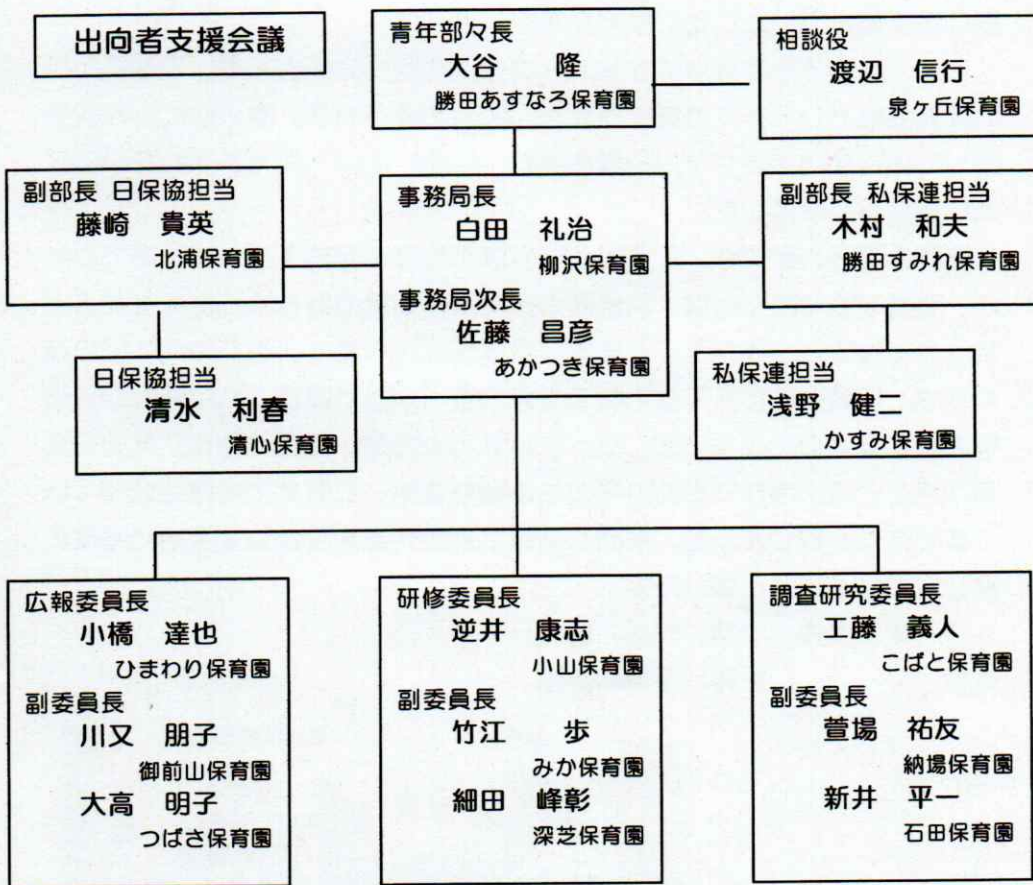 出向者支援会議
青年部々長
大谷 隆
勝田あすなろ保育園
相談役
渡辺 信行
泉ヶ丘保育園
副部長 日保協担当
藤崎 貴英
北浦保育園
事務局長
白田 礼治
柳沢保育園
事務局次長
佐藤 昌彦
あかつき保育園
副部長 私保連担当
木村 和夫
勝田すみれ保育園
日保協担当
清水 利春
清心保育園
私保連担当
浅野 健二
かすみ保育園
広報委員長
小橋 達也
ひまわり保育園
副委員長
川又 朋子
御前山保育園
大高 明子
つばさ保育園
研修委員長
逆井 康志
小山保育園
副委員長
竹江 歩
みか保育園
細田 峰彰
深芝保育園
調査研究委員長
工藤 義人
こばと保育園
副委員長
萱場 祐友
納場保育園
新井 平一
石田保育園